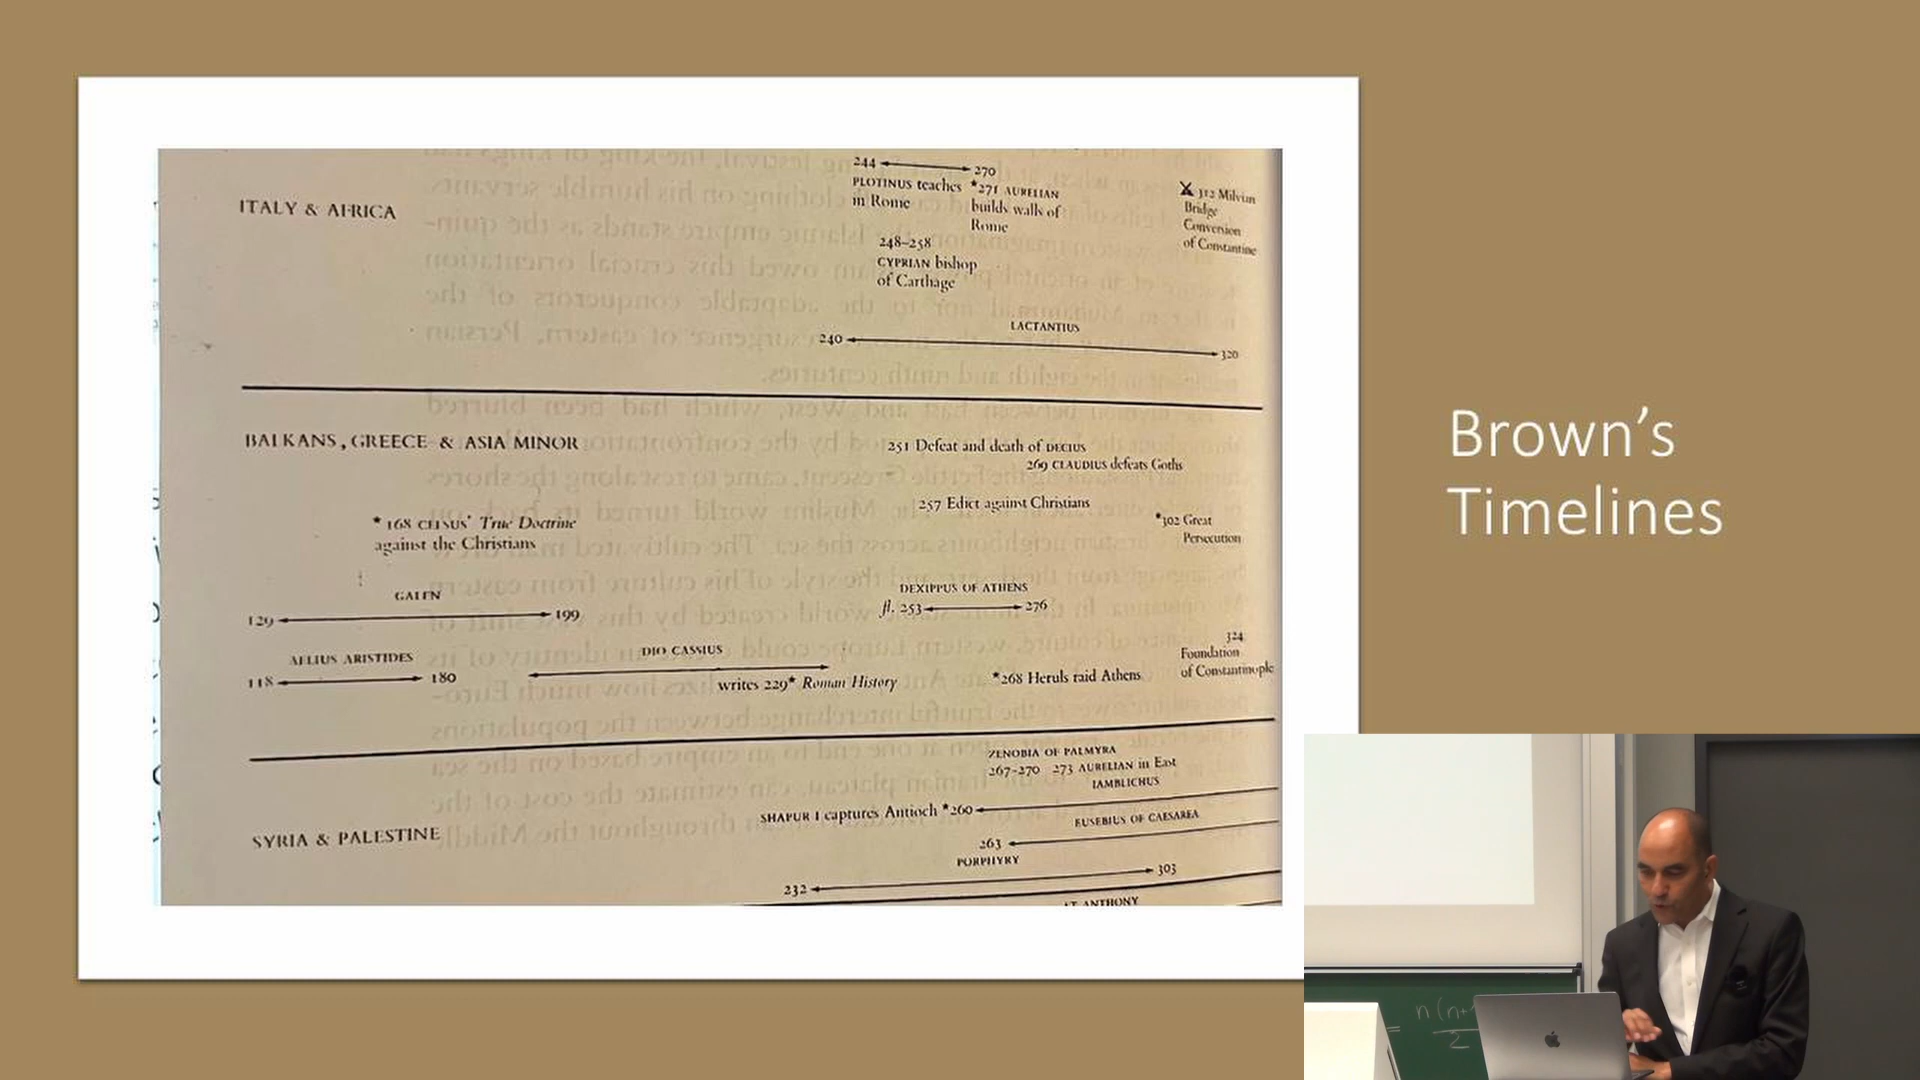 244 270
PLOTINUS teaches *271 AURELIAN
in Rome builds walls of
Rome
312 Milvian
Bridge
Conversion
of Constantine
ITALY & AFRICA
248–258
CYPRIAN bishop
of Carthage
LACTANTIUS
240 320
BALKANS, GREECE & ASIA MINOR
251 Defeat and death of DECIUS
269 CLAUDIUS defeats Goths
257 Edict against Christians
* 168 CELSUS' True Doctrine
against the Christians
*302 Great
Persecution
GALEN
129 199
DEXIPPUS OF ATHENS
fl. 253 276
AELIUS ARISTIDES
118 180
DIO CASSIUS
writes 229* Roman History
*268 Heruls raid Athens
324
Foundation
of Constantinople
ZENOBIA OF PALMYRA
267–270 273 AURELIAN in East
IAMBLICHUS
SHAPUR I captures Antioch *260
EUSEBIUS OF CAESAREA
SYRIA & PALESTINE
263
PORPHYRY
232 303
ANTHONY
Brown's
Timelines
n(n+
=
2